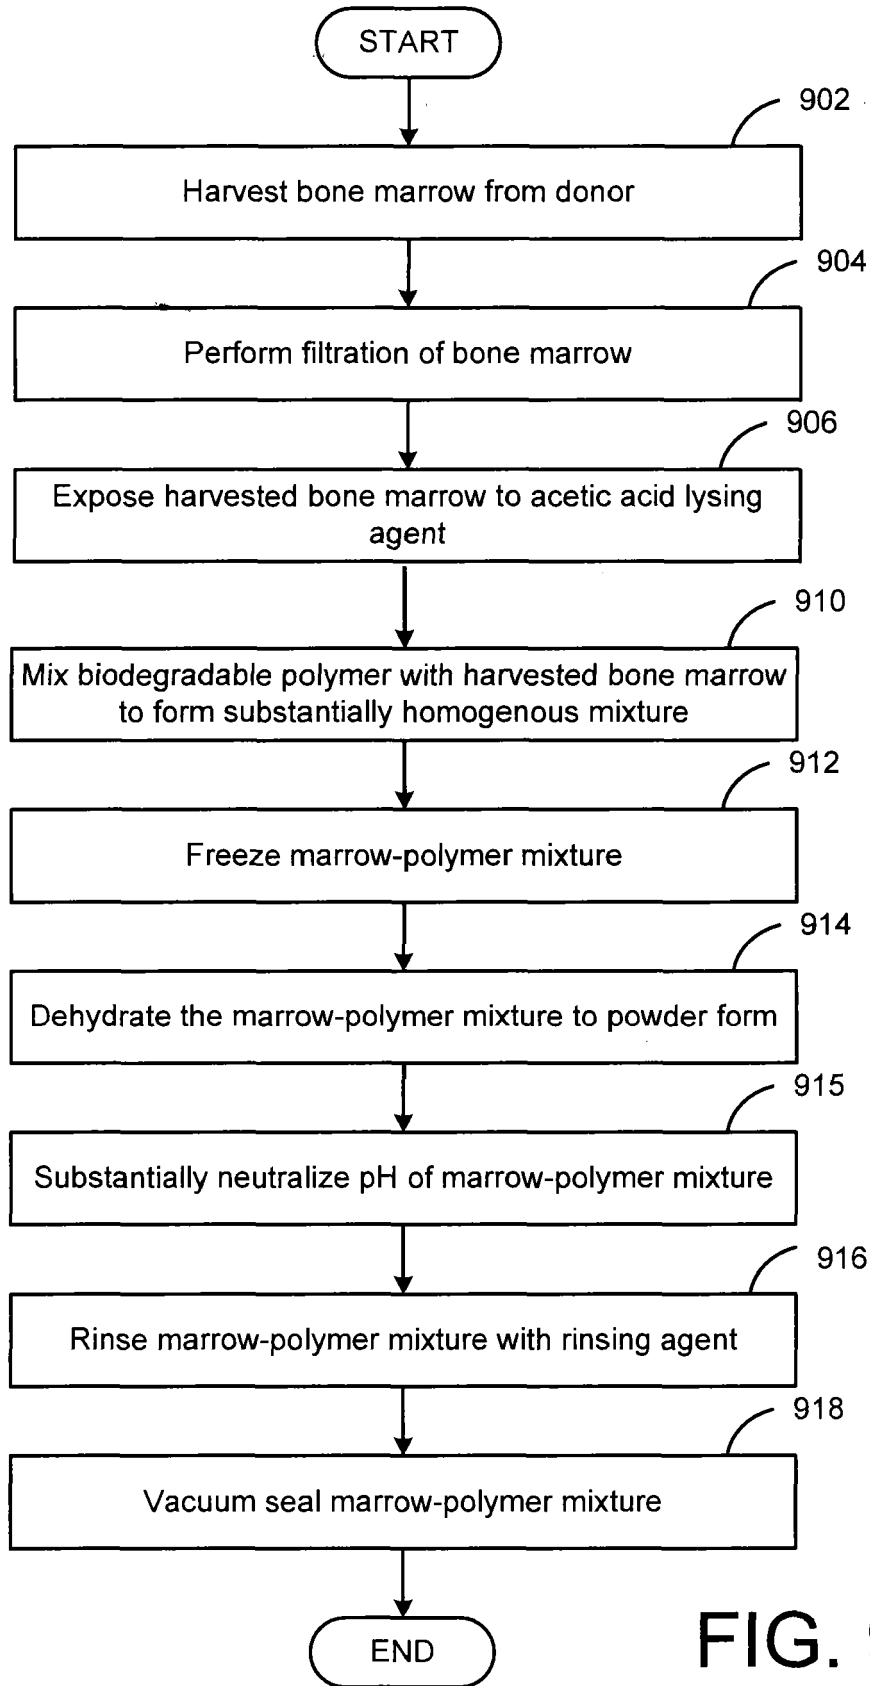 START
902
Harvest bone marrow from donor
904
Perform filtration of bone marrow
906
Expose harvested bone marrow to acetic acid lysing
agent
910
Mix biodegradable polymer with harvested bone marrow
to form substantially homogenous mixture
912
Freeze marrow-polymer mixture
914
Dehydrate the marrow-polymer mixture to powder form
915
Substantially neutralize pH of marrow-polymer mixture
916
Rinse marrow-polymer mixture with rinsing agent
918
Vacuum seal marrow-polymer mixture
END
FIG.